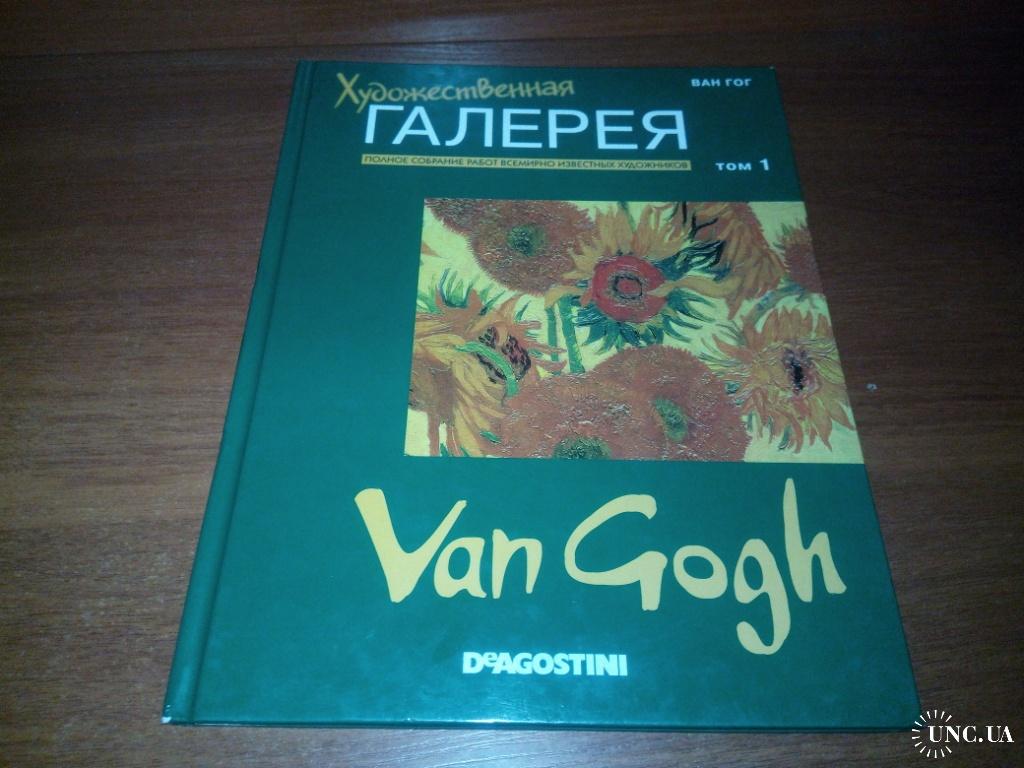 Художественная
ВАН ГОГ
ГАЛЕРЕЯ
ПОЛНОЕ СОБРАНИЕ РАБОТ ВСЕМИРНО ИЗВЕСТНЫХ ХУДОЖНИКОВ
ТОМ 1
Van Gogh
DeAGOSTINI
UNC.UA